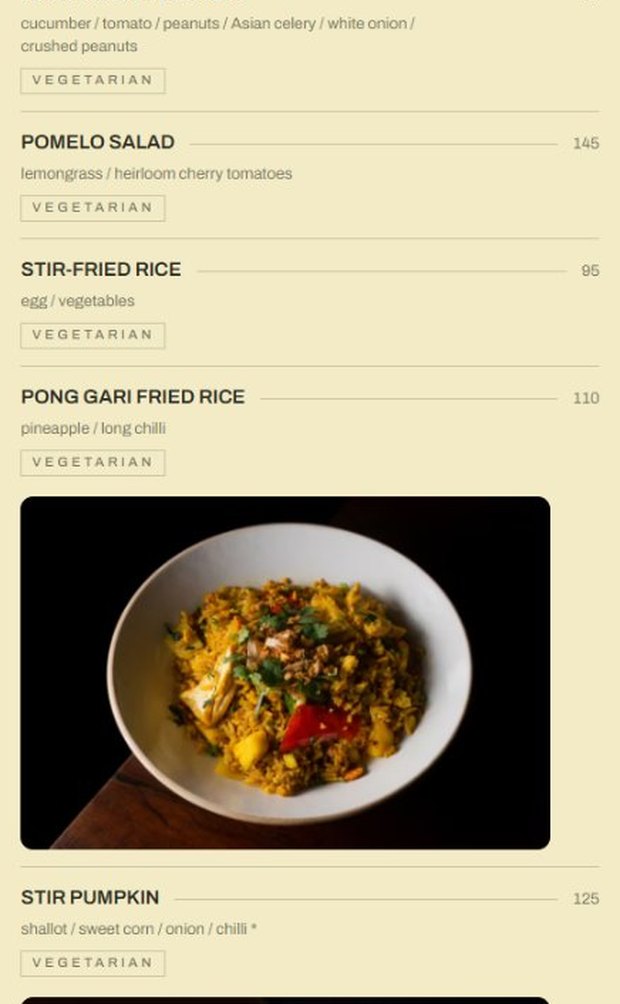 cucumber / tomato / peanuts / Asian celery / white onion /
crushed peanuts
VEGETARIAN
POMELO SALAD 145
lemongrass / heirloom cherry tomatoes
VEGETARIAN
STIR-FRIED RICE 95
egg / vegetables
VEGETARIAN
PONG GARI FRIED RICE 110
pineapple / long chilli
VEGETARIAN
STIR PUMPKIN 125
shallot / sweet corn / onion / chilli *
VEGETARIAN